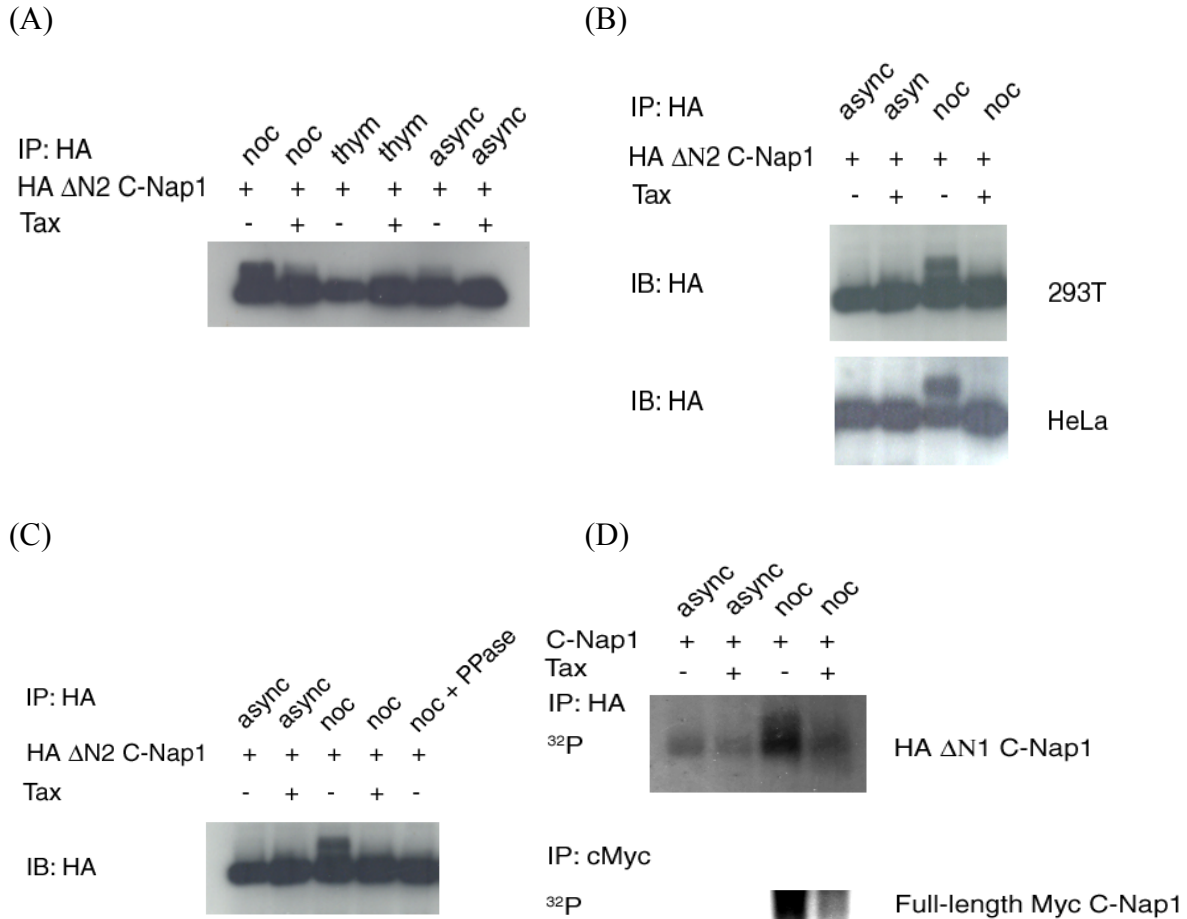 (A)
noc noc thym thym async async
IP: HA
HA ΔN2 C-Nap1 + + + + + +
Tax - + - + - +
(B)
async asyn noc noc
IP: HA
HA ΔN2 C-Nap1 + + + +
Tax - + - +
IB: HA 293T
IB: HA HeLa
(C)
async async noc noc noc + PPase
IP: HA
HA ΔN2 C-Nap1 + + + + +
Tax - + - + -
IB: HA
(D)
async async noc noc
C-Nap1 + + + +
Tax - + - +
IP: HA
³²P HA ΔN1 C-Nap1
IP: cMyc
³²P Full-length Myc C-Nap1